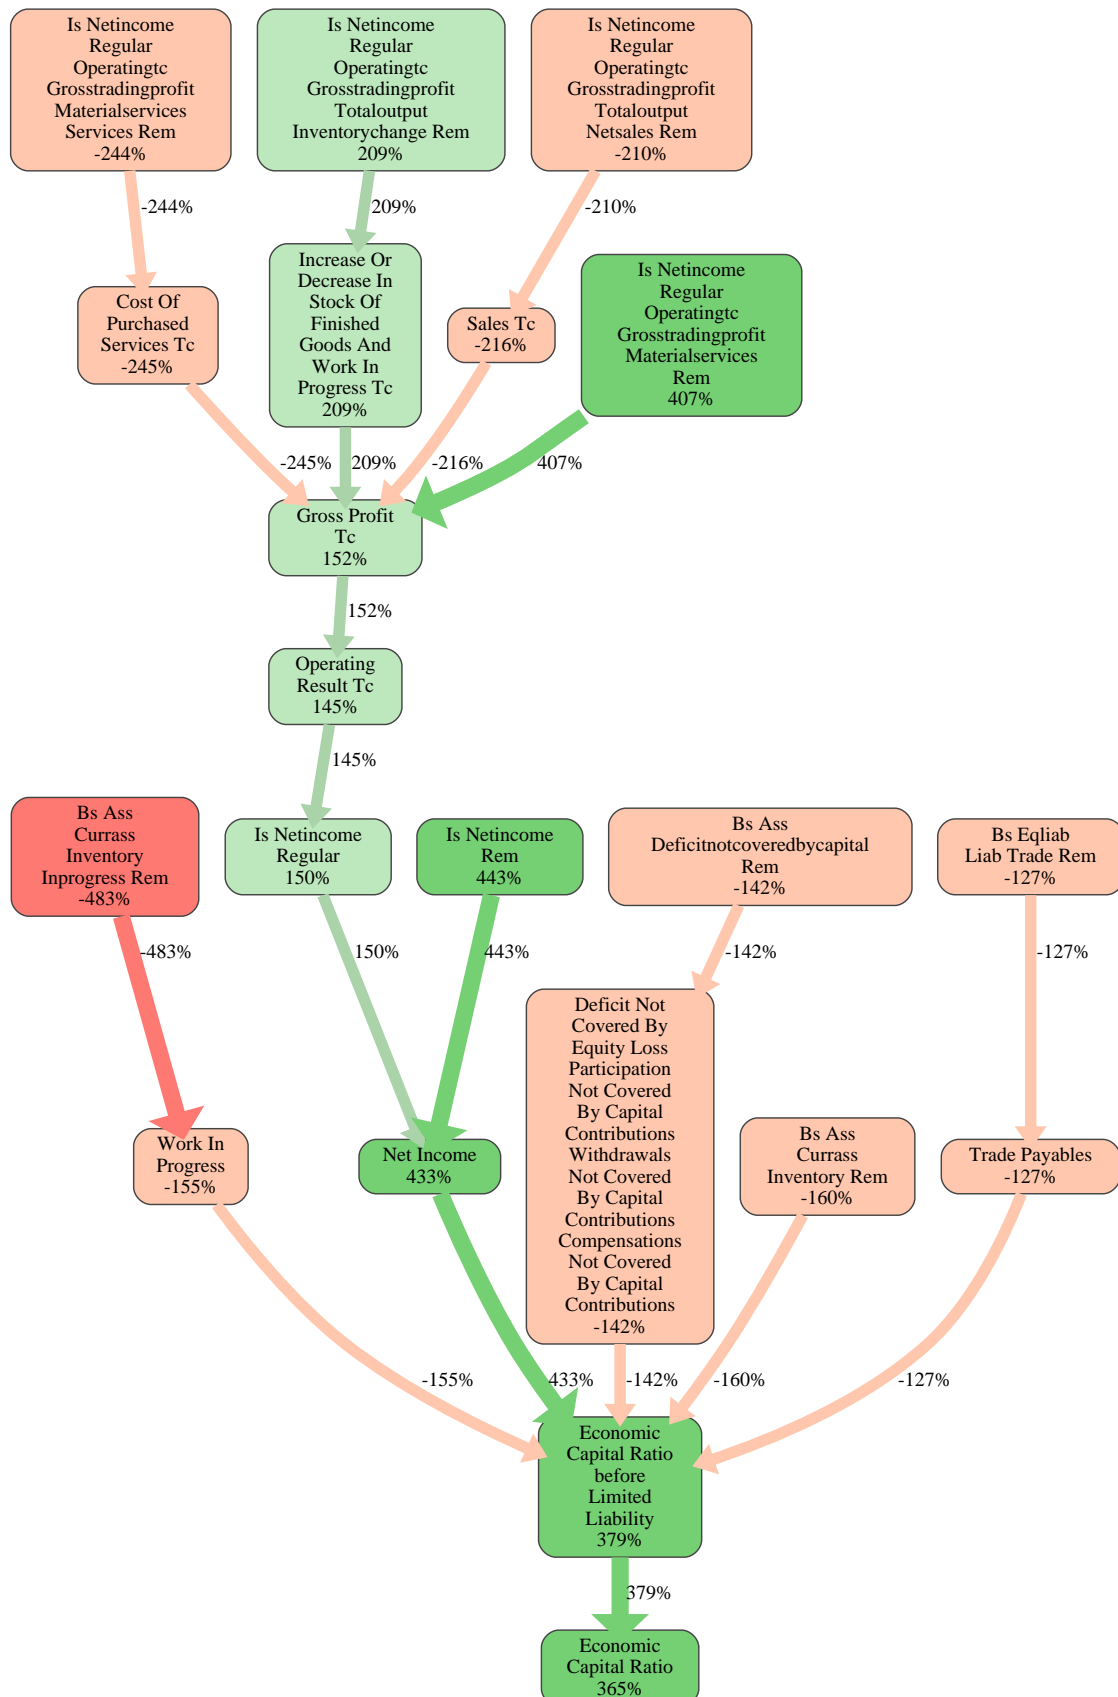 Is Netincome
Regular
Operatingtc
Grosstradingprofit
Materialservices
Services Rem
-244%
Is Netincome
Regular
Operatingtc
Grosstradingprofit
Totaloutput
Inventorychange Rem
209%
Is Netincome
Regular
Operatingtc
Grosstradingprofit
Totaloutput
Netsales Rem
-210%
-244%
209%
-210%
Cost Of
Purchased
Services Tc
-245%
Increase Or
Decrease In
Stock Of
Finished
Goods And
Work In
Progress Tc
209%
Sales Tc
-216%
Is Netincome
Regular
Operatingtc
Grosstradingprofit
Materialservices
Rem
407%
-245%
209%
-216%
407%
Gross Profit
Tc
152%
152%
Operating
Result Tc
145%
145%
Bs Ass
Currass
Inventory
Inprogress Rem
-483%
Is Netincome
Regular
150%
Is Netincome
Rem
443%
Bs Ass
Deficitnotcoveredbycapital
Rem
-142%
Bs Eqliab
Liab Trade Rem
-127%
-483%
150%
443%
-142%
-127%
Work In
Progress
-155%
Net Income
433%
Deficit Not
Covered By
Equity Loss
Participation
Not Covered
By Capital
Contributions
Withdrawals
Not Covered
By Capital
Contributions
Compensations
Not Covered
By Capital
Contributions
-142%
Bs Ass
Currass
Inventory Rem
-160%
Trade Payables
-127%
-155%
433%
-142%
-160%
-127%
Economic
Capital Ratio
before
Limited
Liability
379%
379%
Economic
Capital Ratio
365%